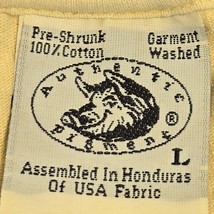 Pre-Shrunk Garment
100% Cotton Washed
Authentic
Pigment ®
L
Assembled In Honduras
Of USA Fabric